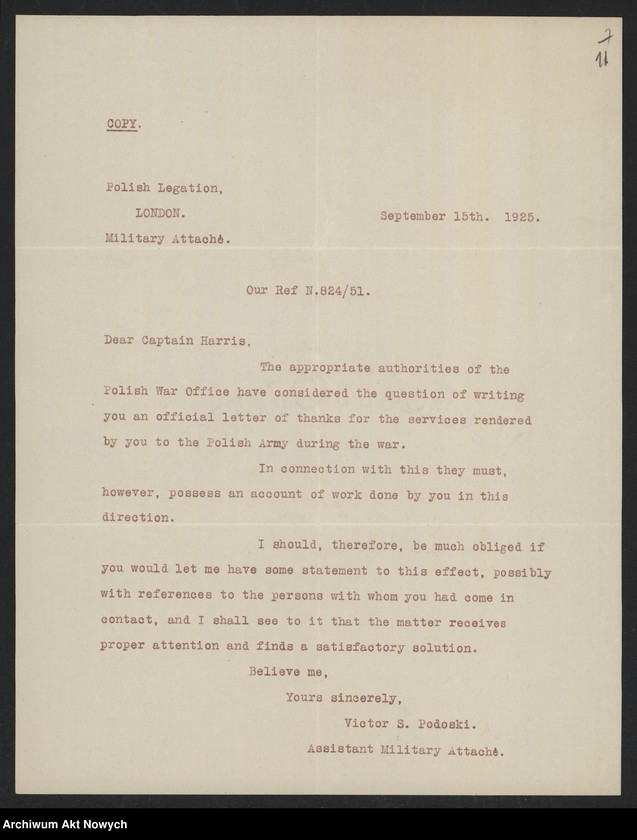 7
11
COPY.
Polish Legation,
LONDON.
Military Attaché.
September 15th. 1925.
Our Ref N.824/51.
Dear Captain Harris,
The appropriate authorities of the
Polish War Office have considered the question of writing
you an official letter of thanks for the services rendered
by you to the Polish Army during the war.
In connection with this they must,
however, possess an account of work done by you in this
direction.
I should, therefore, be much obliged if
you would let me have some statement to this effect, possibly
with references to the persons with whom you had come in
contact, and I shall see to it that the matter receives
proper attention and finds a satisfactory solution.
Believe me,
Yours sincerely,
Victor S. Podoski.
Assistant Military Attaché.
Archiwum Akt Nowych